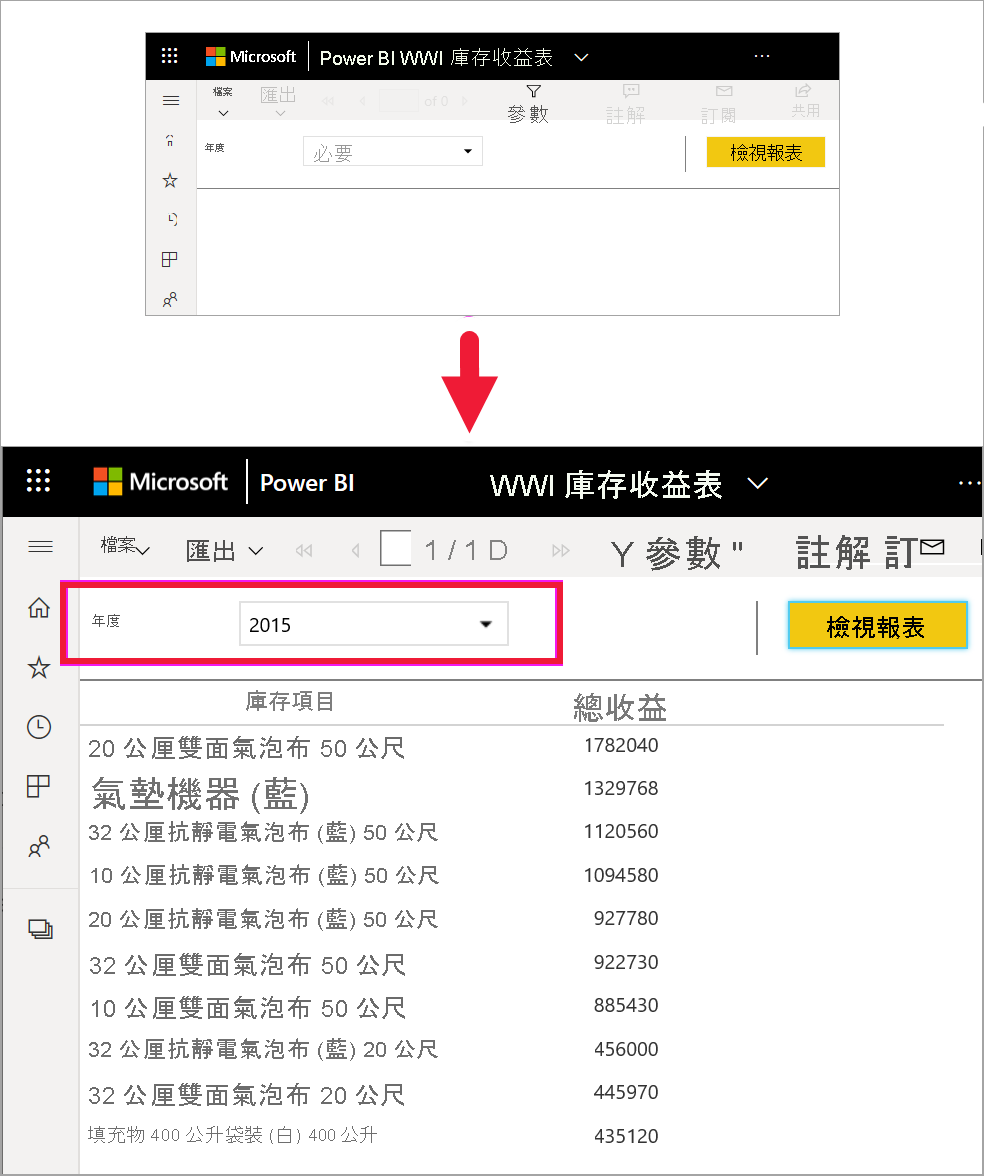 Microsoft Power BI WWI 庫存收益表 ...
檔案 匯出 of 0 參數 註解 訂閱 共用
年度 必要 檢視報表
Microsoft Power BI WWI 庫存收益表 ...
檔案 匯出 1 / 1 D Y 參數 " 註解 訂
年度 2015 檢視報表
庫存項目 總收益
20 公厘雙面氣泡布 50 公尺 1782040
氣墊機器 (藍) 1329768
32 公厘抗靜電氣泡布 (藍) 50 公尺 1120560
10 公厘抗靜電氣泡布 (藍) 50 公尺 1094580
20 公厘抗靜電氣泡布 (藍) 50 公尺 927780
32 公厘雙面氣泡布 50 公尺 922730
10 公厘雙面氣泡布 50 公尺 885430
32 公厘抗靜電氣泡布 (藍) 20 公尺 456000
32 公厘雙面氣泡布 20 公尺 445970
填充物 400 公升袋裝 (白) 400 公升 435120